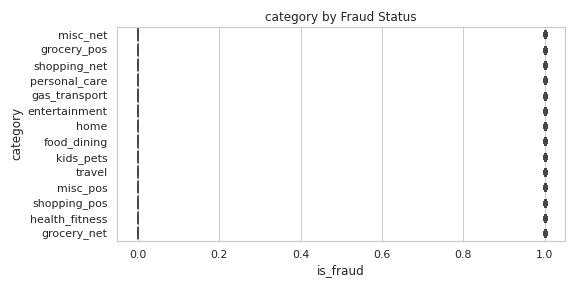 category by Fraud Status
category
misc_net
grocery_pos
shopping_net
personal_care
gas_transport
entertainment
home
food_dining
kids_pets
travel
misc_pos
shopping_pos
health_fitness
grocery_net
0.0 0.2 0.4 0.6 0.8 1.0
is_fraud